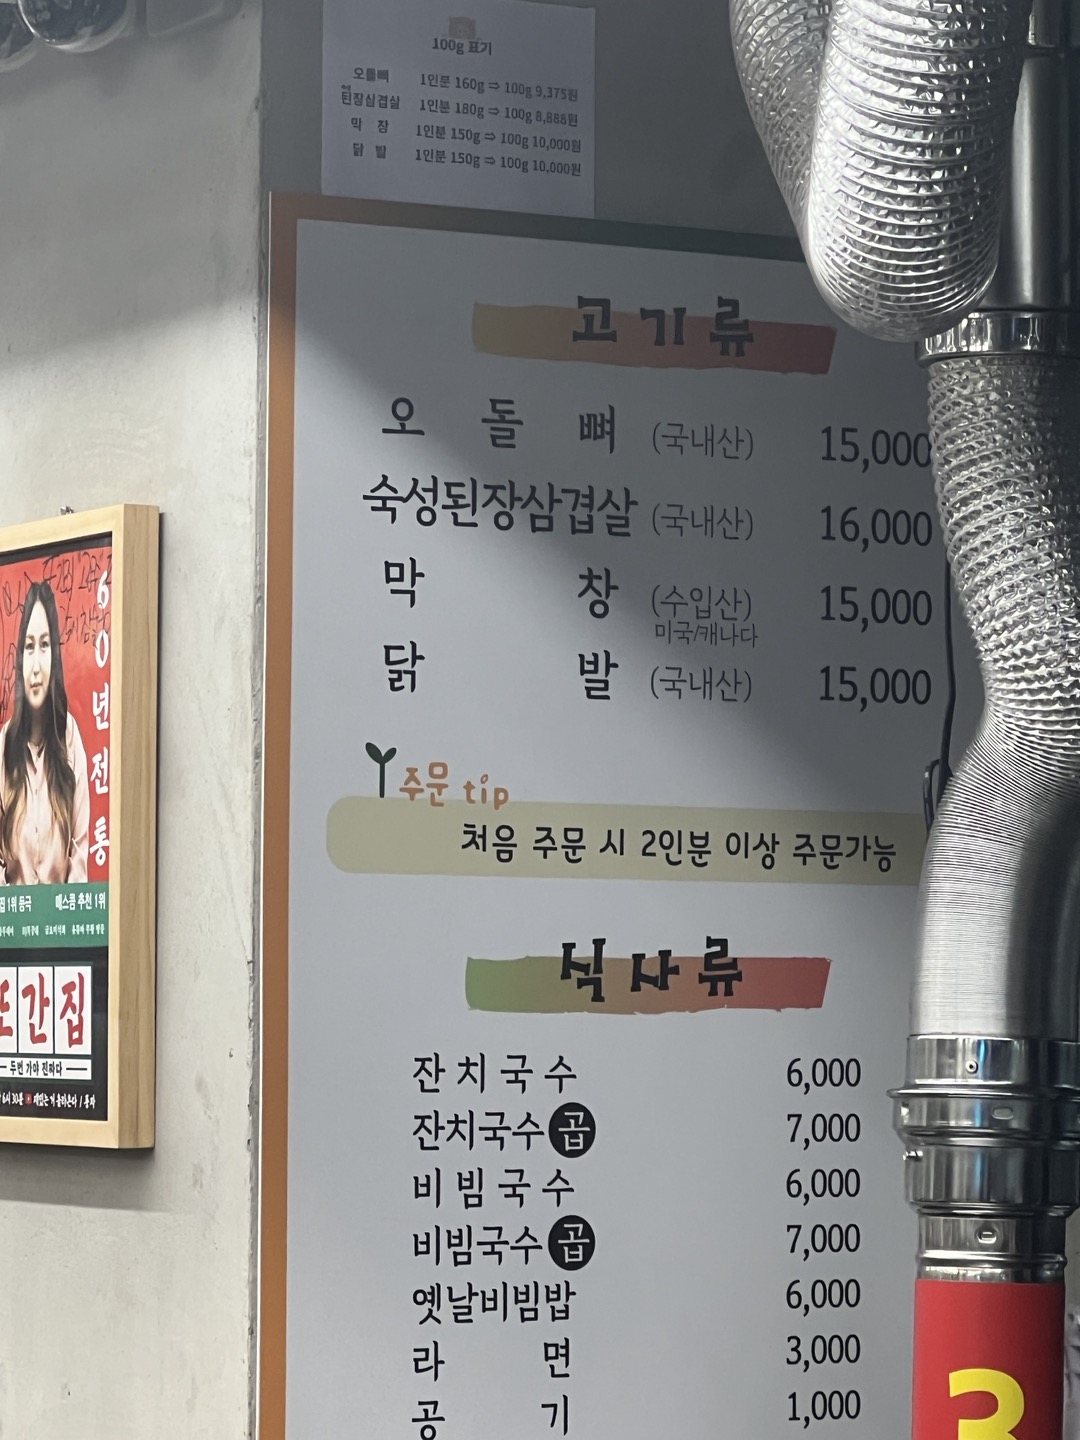 100g 표기
오돌뼈 1인분 160g ⇨ 100g 9,375원
숙성
된장삼겹살 1인분 180g ⇨ 100g 8,888원
막 창 1인분 150g ⇨ 100g 10,000원
닭 발 1인분 150g ⇨ 100g 10,000원
고기류
오 돌 뼈 (국내산) 15,000
숙성된장삼겹살 (국내산) 16,000
막 창 (수입산) 15,000
미국/캐나다
닭 발 (국내산) 15,000
주문 tip
처음 주문 시 2인분 이상 주문가능
식사류
잔치국수 6,000
잔치국수 곱 7,000
비빔국수 6,000
비빔국수 곱 7,000
옛날비빔밥 6,000
라 면 3,000
공 기 1,000
60년전통
집 1위 등극 매스컴 추천 1위
또간집
두번 가야 진짜다
3